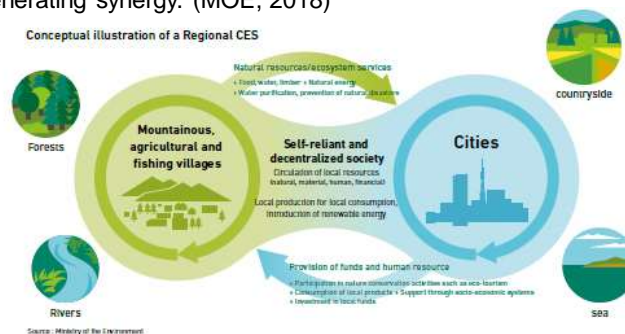 nerating synergy. (MOE, 2018)
Conceptual illustration of a Regional CES
Natural resources/ecosystem services
• Food, water, timber • Natural energy
• Water purification, prevention of natural disasters
countryside
Forests
Mountainous,
agricultural and
fishing villages
Self-reliant and
decentralized society
Circulation of local resources
(natural, material, human, financial)
Local production for local consumption,
introduction of renewable energy
Cities
Provision of funds and human resource
• Participation in nature conservation activities such as eco-tourism
• Consumption of local products • Support through socio-economic systems
• Investment in local funds
Rivers
sea
Source : Ministry of the Environment